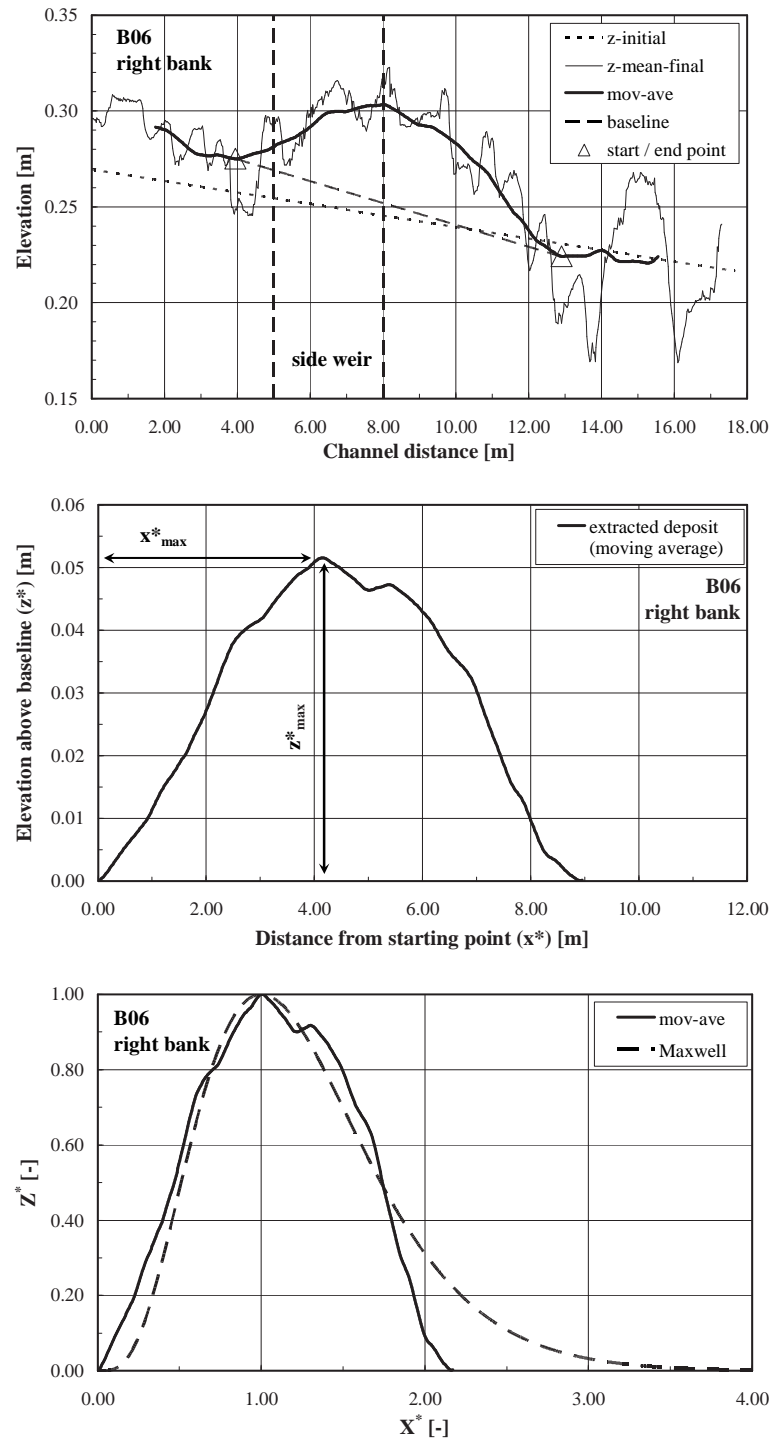 B06
right bank
z-initial
z-mean-final
mov-ave
baseline
start / end point
side weir
Elevation [m]
0.35
0.30
0.25
0.20
0.15
0.00 2.00 4.00 6.00 8.00 10.00 12.00 14.00 16.00 18.00
Channel distance [m]
0.06
0.05
0.04
0.03
0.02
0.01
0.00
Elevation above baseline (z*) [m]
x*max
z*max
extracted deposit
(moving average)
B06
right bank
0.00 2.00 4.00 6.00 8.00 10.00 12.00
Distance from starting point (x*) [m]
1.00
0.80
0.60
0.40
0.20
0.00
Z* [-]
B06
right bank
mov-ave
Maxwell
0.00 1.00 2.00 3.00 4.00
X* [-]